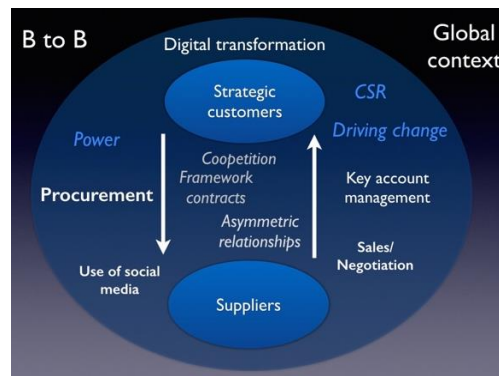 B to B
Global
context
Digital transformation
Strategic
customers
CSR
Driving change
Power
Coopetition
Framework
contracts
Procurement
Key account
management
Asymmetric
relationships
Sales/
Negotiation
Use of social
media
Suppliers